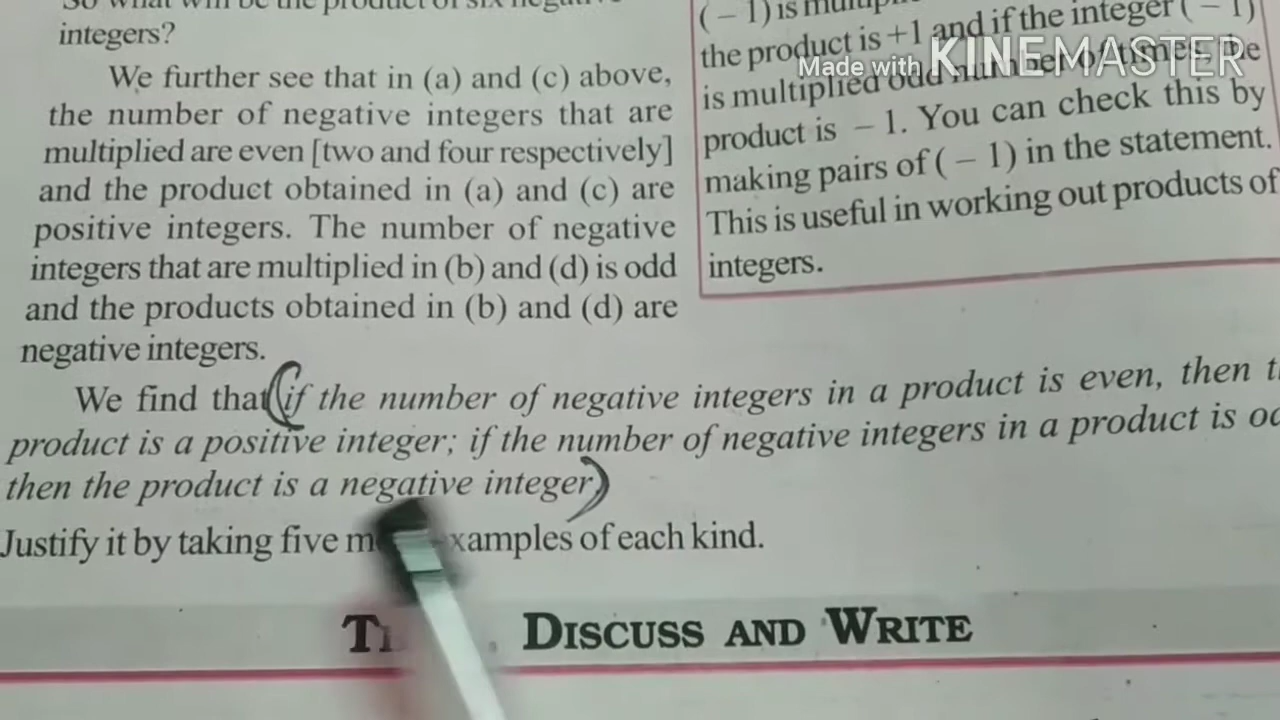 So what will be the product of six negative
integers?
We further see that in (a) and (c) above,
the number of negative integers that are
multiplied are even [two and four respectively]
and the product obtained in (a) and (c) are
positive integers. The number of negative
integers that are multiplied in (b) and (d) is odd
and the products obtained in (b) and (d) are
negative integers.
(– 1) is
the product is +1 and if the integer (– 1)
is multiplied odd number of times, the
product is – 1. You can check this by
making pairs of (– 1) in the statement.
This is useful in working out products of
integers.
Made with KINEMASTER
We find that (if the number of negative integers in a product is even, then
product is a positive integer; if the number of negative integers in a product is
then the product is a negative integer)
Justify it by taking five examples of each kind.
DISCUSS AND WRITE